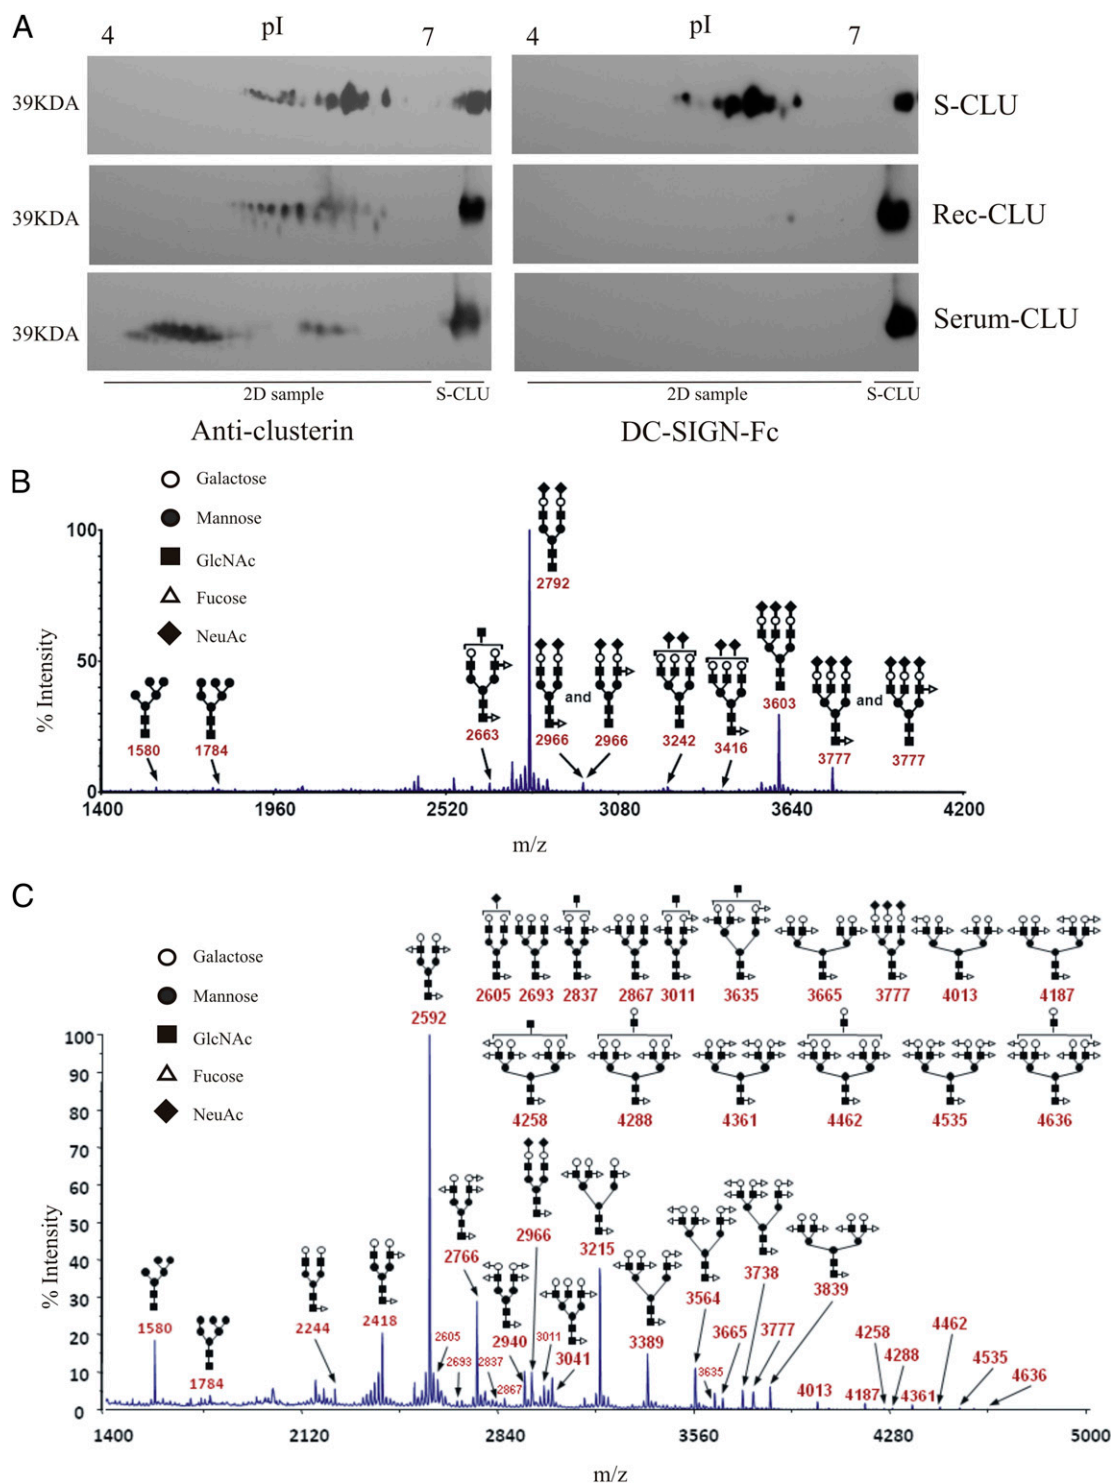 A
4 pI 7 4 pI 7
39KDA S-CLU
39KDA Rec-CLU
39KDA Serum-CLU
2D sample S-CLU 2D sample S-CLU
Anti-clusterin DC-SIGN-Fc
B
Galactose
Mannose
GlcNAc
Fucose
NeuAc
% Intensity
100
50
0
2792
and
and
3603
1580 1784 2663 2966 2966 3242 3416 3777 3777
1400 1960 2520 3080 3640 4200
m/z
C
Galactose
Mannose
GlcNAc
Fucose
NeuAc
2592
2605 2693 2837 2867 3011 3635 3665 3777 4013 4187
4258 4288 4361 4462 4535 4636
% Intensity
100
90
80
70
60
50
40
30
20
10
0
2766 2966 3215
3564 3738 3839
1580 1784 2244 2418 2940 3041 3389
2605 2693 2837 2867 3011 3635 3665 3777 4013 4187 4258 4288 4361 4462 4535 4636
1400 2120 2840 3560 4280 5000
m/z